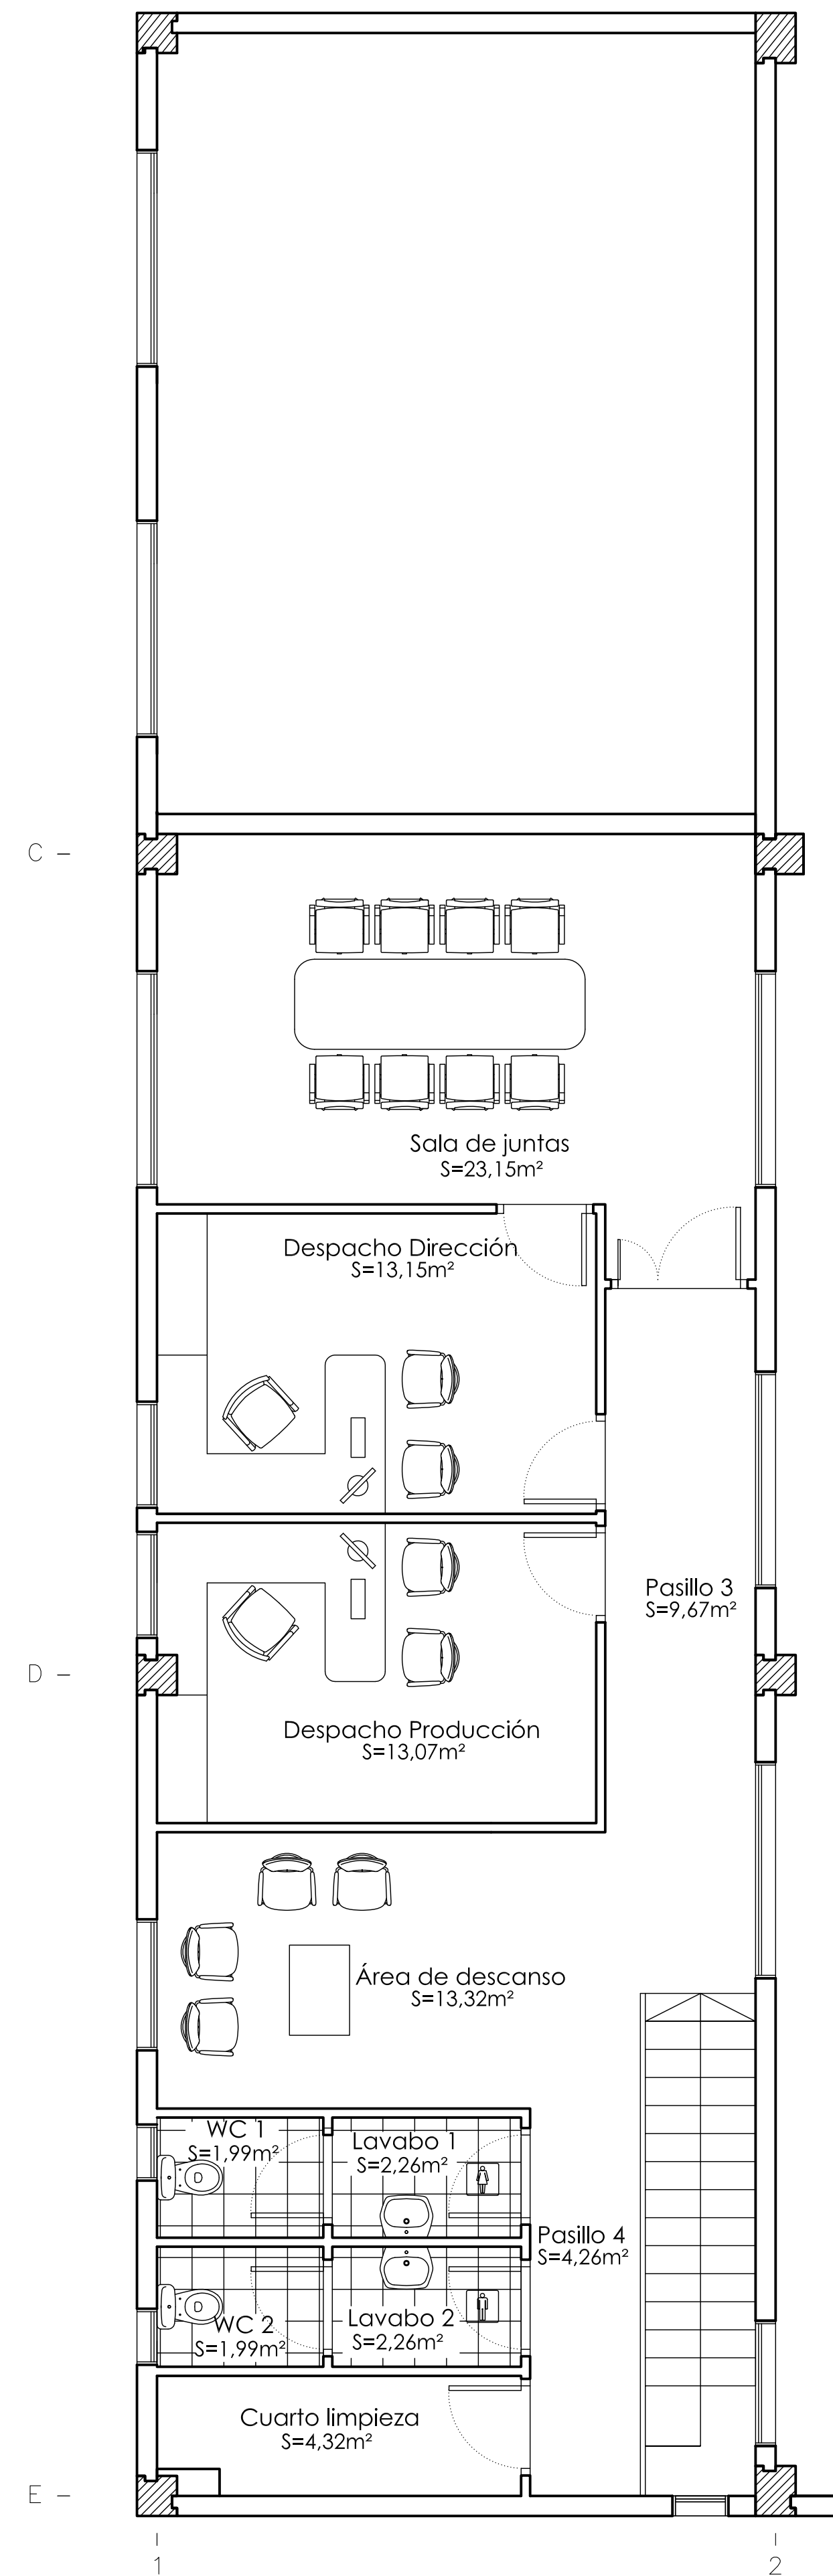 C –
Sala de juntas
S=23,15m²
Despacho Dirección
S=13,15m²
Pasillo 3
S=9,67m²
D –
Despacho Producción
S=13,07m²
Área de descanso
S=13,32m²
WC 1
S=1,99m²
Lavabo 1
S=2,26m²
Pasillo 4
S=4,26m²
WC 2
S=1,99m²
Lavabo 2
S=2,26m²
Cuarto limpieza
S=4,32m²
E –
1
2